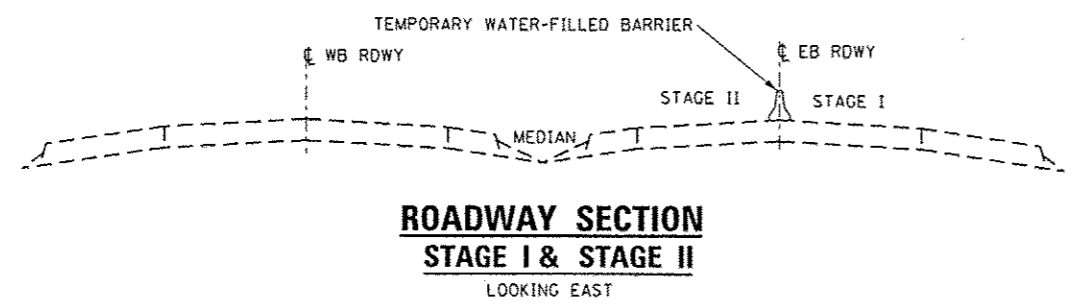 TEMPORARY WATER-FILLED BARRIER
℄ WB RDWY
℄ EB RDWY
STAGE II
STAGE I
MEDIAN
ROADWAY SECTION
STAGE I & STAGE II
LOOKING EAST